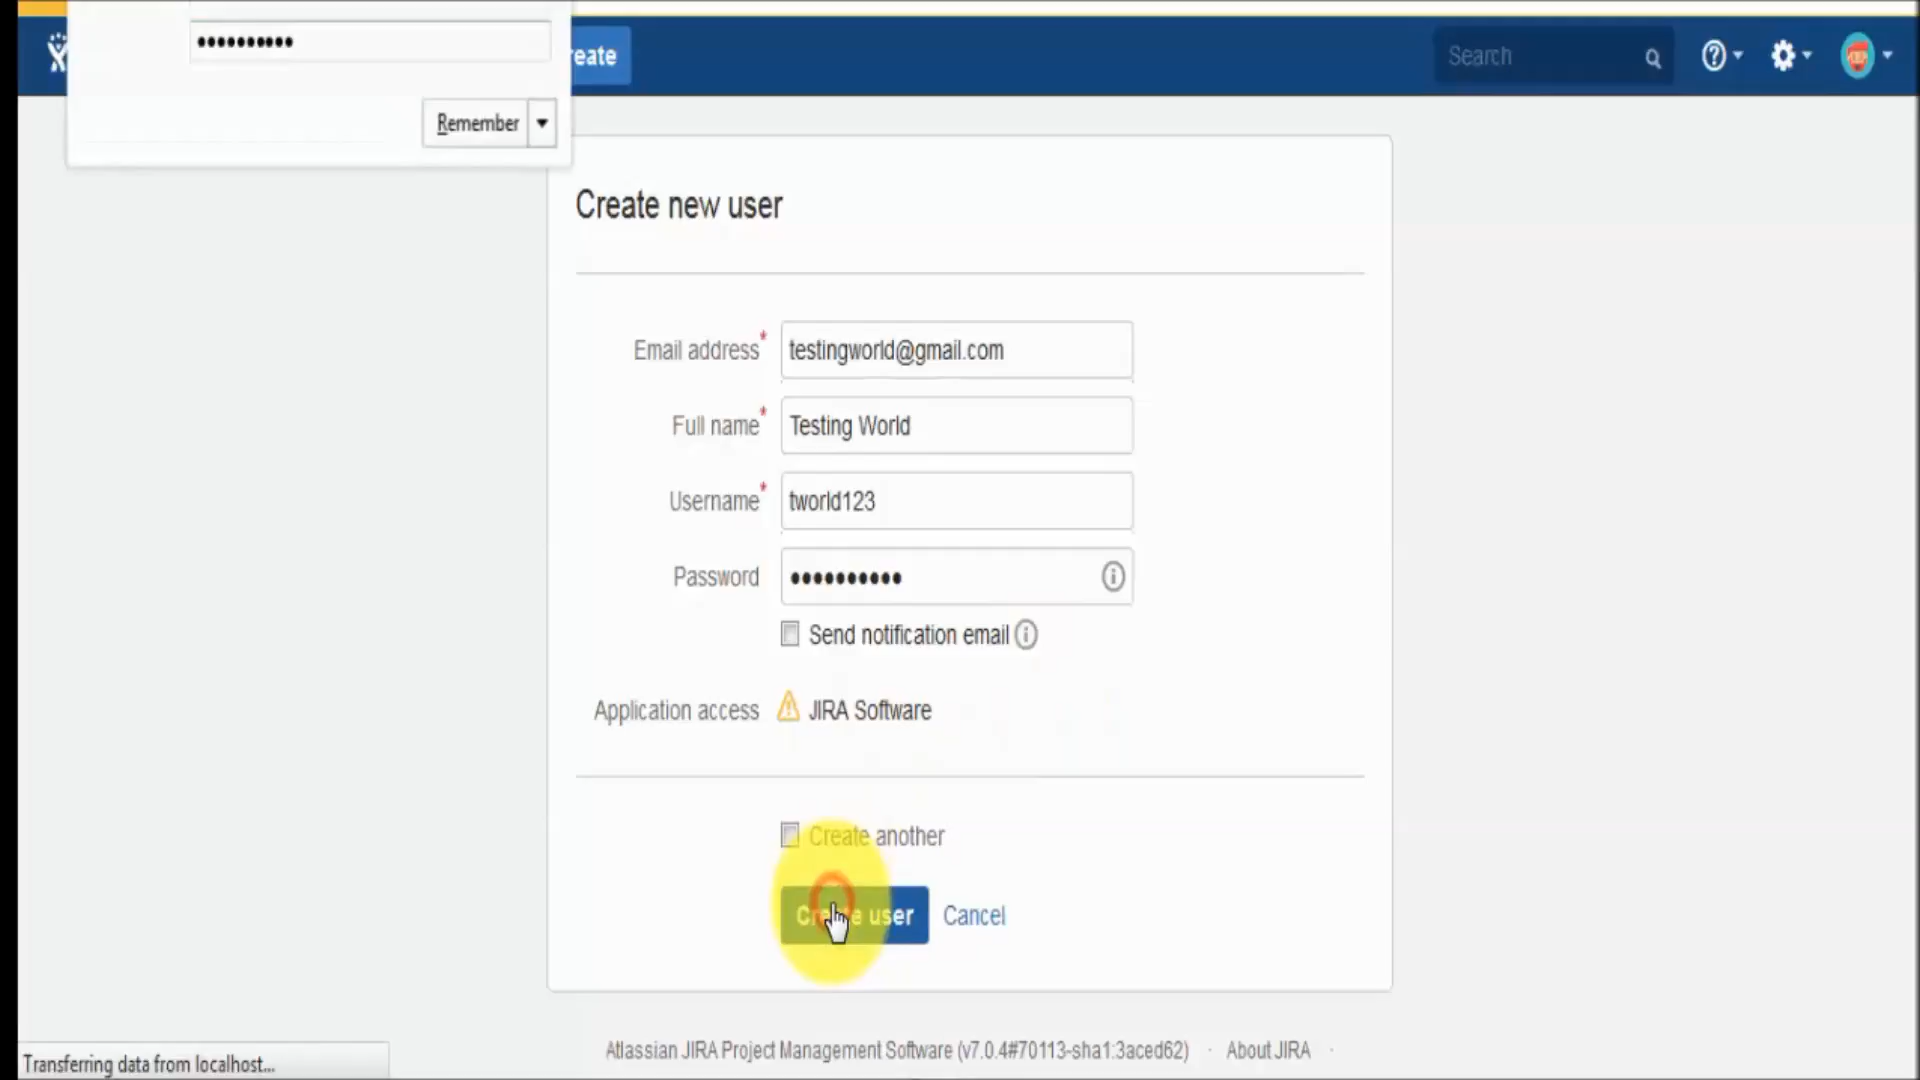 ••••••••••
reate
Search
Remember
Create new user
Email address*
testingworld@gmail.com
Full name*
Testing World
Username*
tworld123
Password
••••••••••
Send notification email
Application access
JIRA Software
Create another
Create user
Cancel
Atlassian JIRA Project Management Software (v7.0.4#70113-sha1:3aced62) · About JIRA ·
Transferring data from localhost...